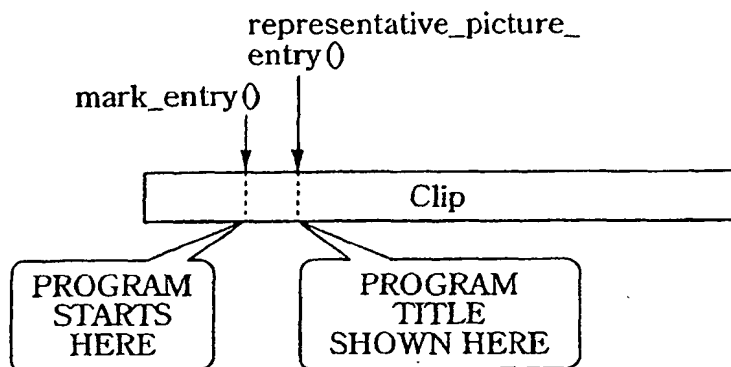 representative_picture_
entry()
mark_entry()
Clip
PROGRAM
STARTS
HERE
PROGRAM
TITLE
SHOWN HERE